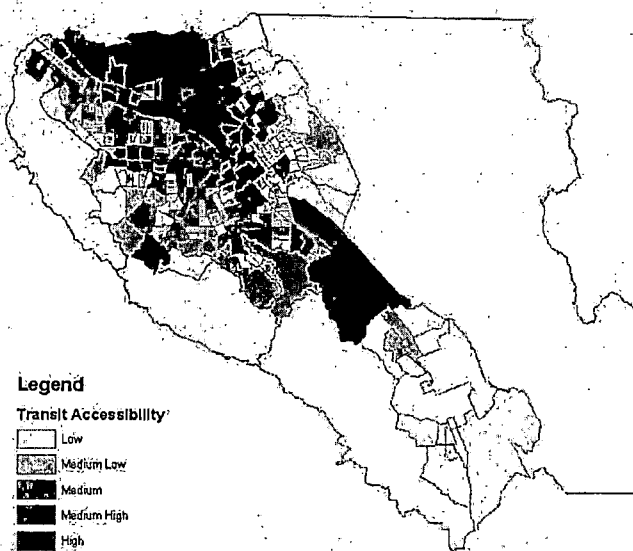 Legend
Transit Accessibility
Low
Medium Low
Medium
Medium High
High